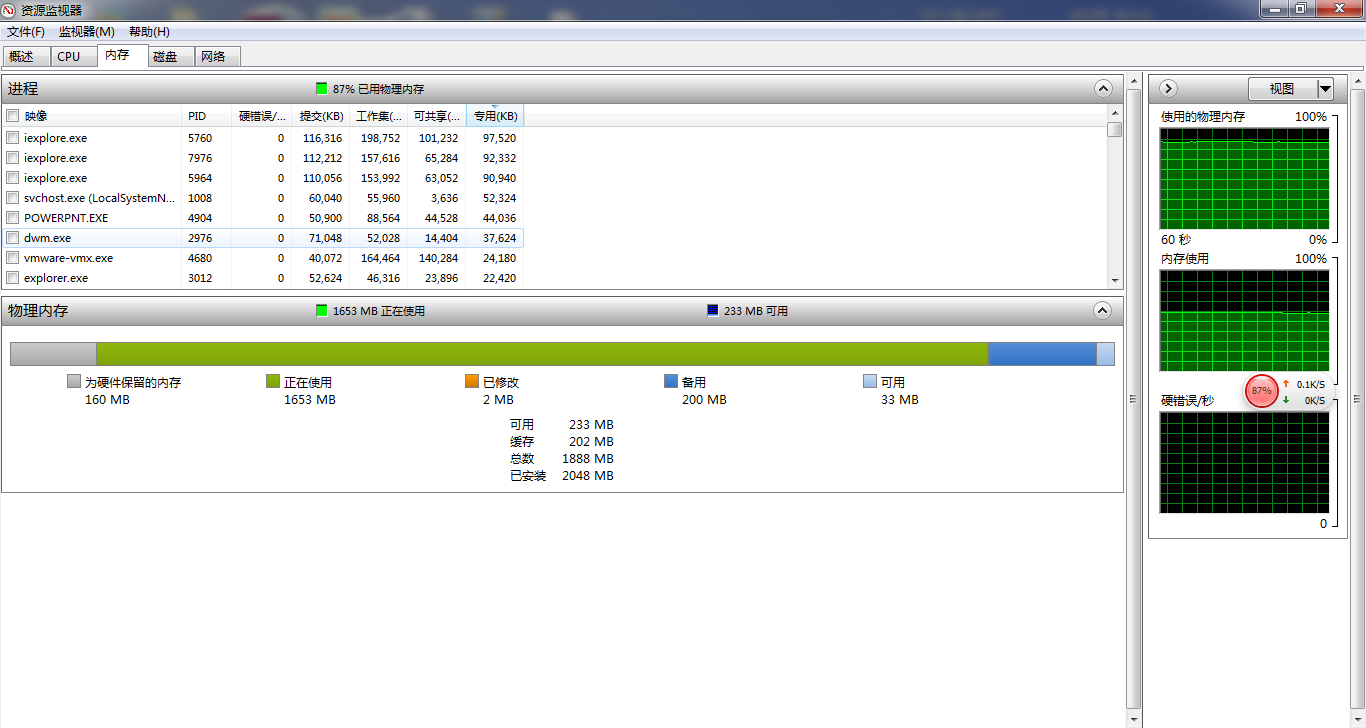 资源监视器
文件(F) 监视器(M) 帮助(H)
概述 CPU 内存 磁盘 网络
进程 87% 已用物理内存
映像 PID 硬错误/... 提交(KB) 工作集(... 可共享(... 专用(KB)
iexplore.exe 5760 0 116,316 198,752 101,232 97,520
iexplore.exe 7976 0 112,212 157,616 65,284 92,332
iexplore.exe 5964 0 110,056 153,992 63,052 90,940
svchost.exe (LocalSystemN... 1008 0 60,040 55,960 3,636 52,324
POWERPNT.EXE 4904 0 50,900 88,564 44,528 44,036
dwm.exe 2976 0 71,048 52,028 14,404 37,624
vmware-vmx.exe 4680 0 40,072 164,464 140,284 24,180
explorer.exe 3012 0 52,624 46,316 23,896 22,420
物理内存 1653 MB 正在使用 233 MB 可用
为硬件保留的内存 正在使用 已修改 备用 可用
160 MB 1653 MB 2 MB 200 MB 33 MB
可用 233 MB
缓存 202 MB
总数 1888 MB
已安装 2048 MB
视图
使用的物理内存 100%
60 秒 0%
内存使用 100%
87% 0.1K/S
0K/S
硬错误/秒
0